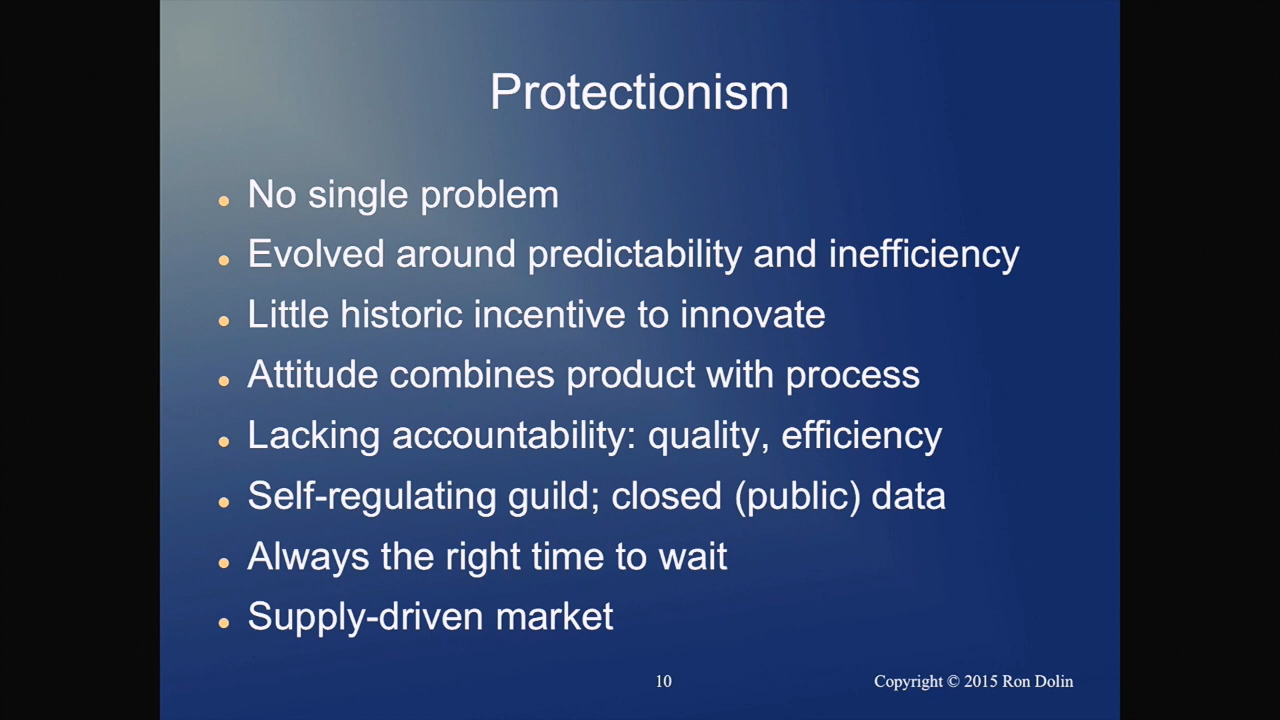 Protectionism
No single problem
Evolved around predictability and inefficiency
Little historic incentive to innovate
Attitude combines product with process
Lacking accountability: quality, efficiency
Self-regulating guild; closed (public) data
Always the right time to wait
Supply-driven market
10
Copyright © 2015 Ron Dolin